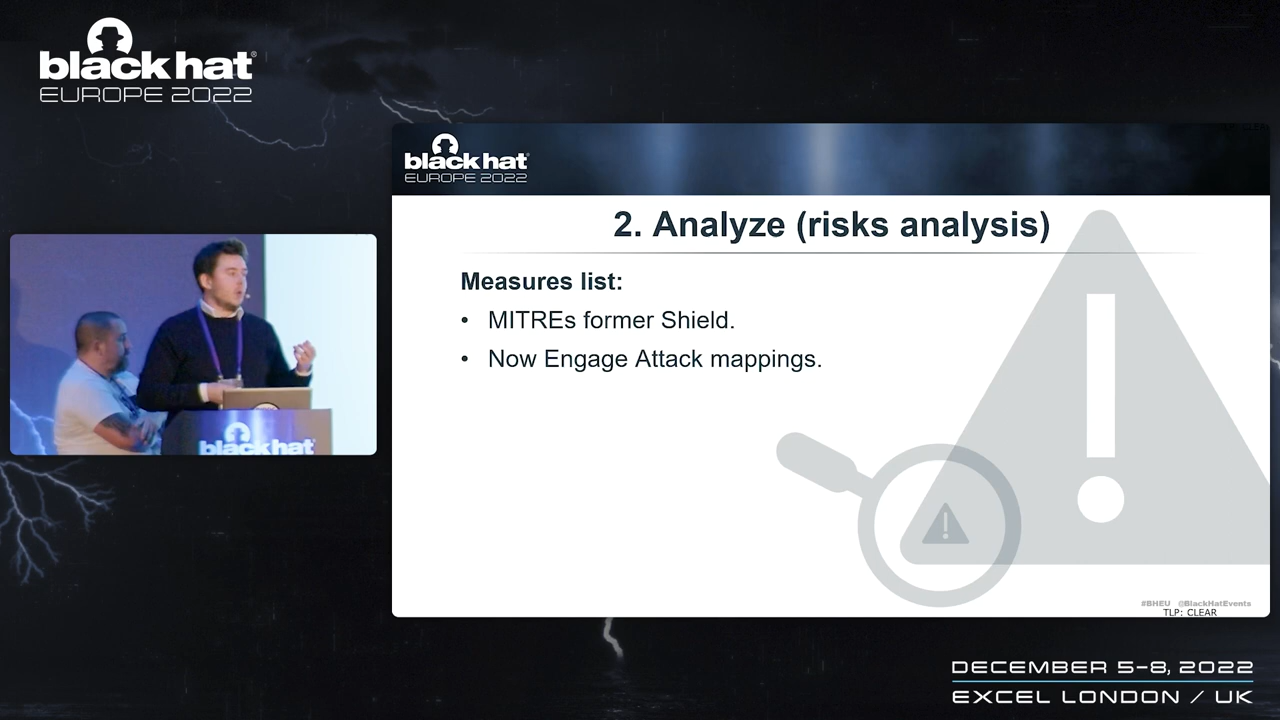 black hat®
EUROPE 2022
black hat®
EUROPE 2022
2. Analyze (risks analysis)
Measures list:
• MITREs former Shield.
• Now Engage Attack mappings.
black hat
#BHEU @BlackHatEvents
TLP: CLEAR
DECEMBER 5-8, 2022
EXCEL LONDON / UK